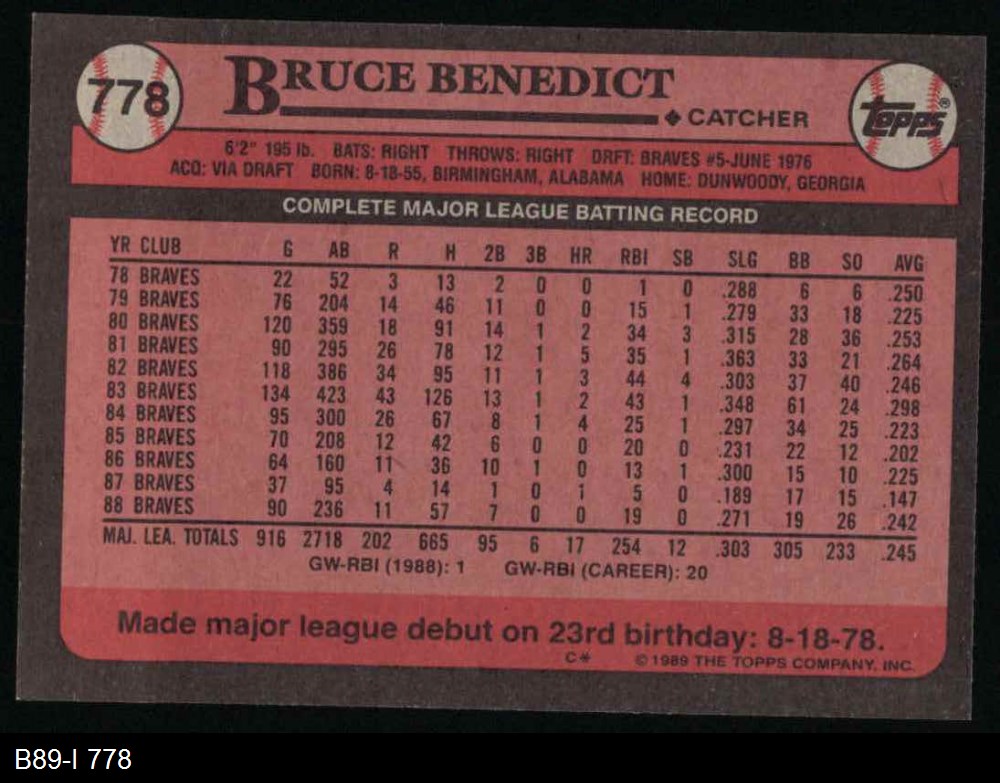 778
BRUCE BENEDICT
◆ CATCHER
Topps®
6'2" 195 lb. BATS: RIGHT THROWS: RIGHT DRFT: BRAVES #5-JUNE 1976
ACQ: VIA DRAFT BORN: 8-18-55, BIRMINGHAM, ALABAMA HOME: DUNWOODY, GEORGIA
COMPLETE MAJOR LEAGUE BATTING RECORD
YR CLUB G AB R H 2B 3B HR RBI SB SLG BB SO AVG
78 BRAVES 22 52 3 13 2 0 0 1 0 .288 6 6 .250
79 BRAVES 76 204 14 46 11 0 0 15 1 .279 33 18 .225
80 BRAVES 120 359 18 91 14 1 2 34 3 .315 28 36 .253
81 BRAVES 90 295 26 78 12 1 5 35 1 .363 33 21 .264
82 BRAVES 118 386 34 95 11 1 3 44 4 .303 37 40 .246
83 BRAVES 134 423 43 126 13 1 2 43 1 .348 61 24 .298
84 BRAVES 95 300 26 67 8 1 4 25 1 .297 34 25 .223
85 BRAVES 70 208 12 42 6 0 0 20 0 .231 22 12 .202
86 BRAVES 64 160 11 36 10 1 0 13 1 .300 15 10 .225
87 BRAVES 37 95 4 14 1 0 1 5 0 .189 17 15 .147
88 BRAVES 90 236 11 57 7 0 0 19 0 .271 19 26 .242
MAJ. LEA. TOTALS 916 2718 202 665 95 6 17 254 12 .303 305 233 .245
GW-RBI (1988): 1 GW-RBI (CAREER): 20
Made major league debut on 23rd birthday: 8-18-78.
C* © 1989 THE TOPPS COMPANY, INC.
B89-I 778